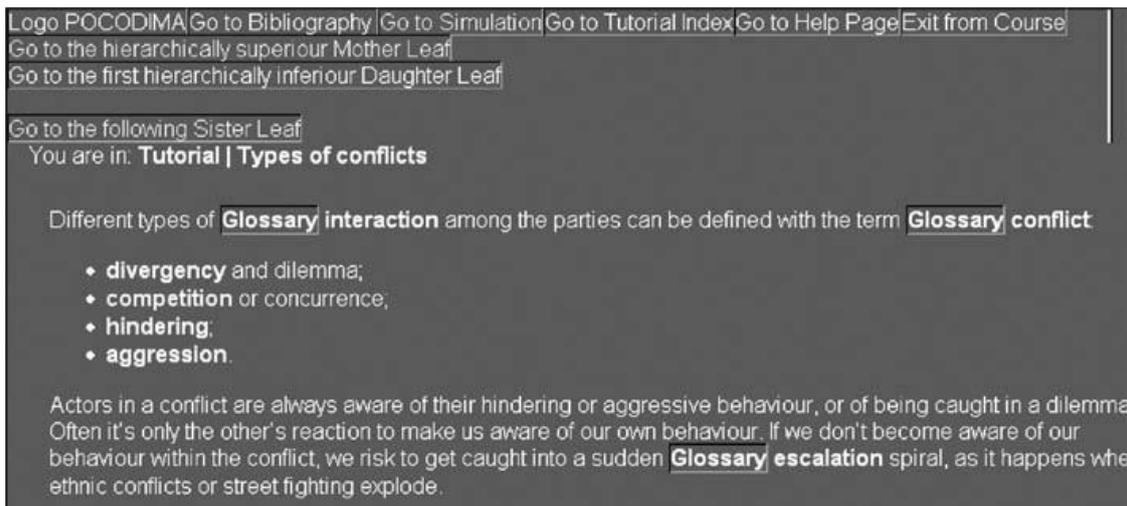 Logo POCODIMA Go to Bibliography Go to Simulation Go to Tutorial Index Go to Help Page Exit from Course
Go to the hierarchically superiour Mother Leaf
Go to the first hierarchically inferiour Daughter Leaf
Go to the following Sister Leaf
You are in: Tutorial | Types of conflicts
Different types of Glossary interaction among the parties can be defined with the term Glossary conflict:
• divergency and dilemma;
• competition or concurrence;
• hindering;
• aggression.
Actors in a conflict are always aware of their hindering or aggressive behaviour, or of being caught in a dilemma
Often it's only the other's reaction to make us aware of our own behaviour. If we don't become aware of our
behaviour within the conflict, we risk to get caught into a sudden Glossary escalation spiral, as it happens whe
ethnic conflicts or street fighting explode.